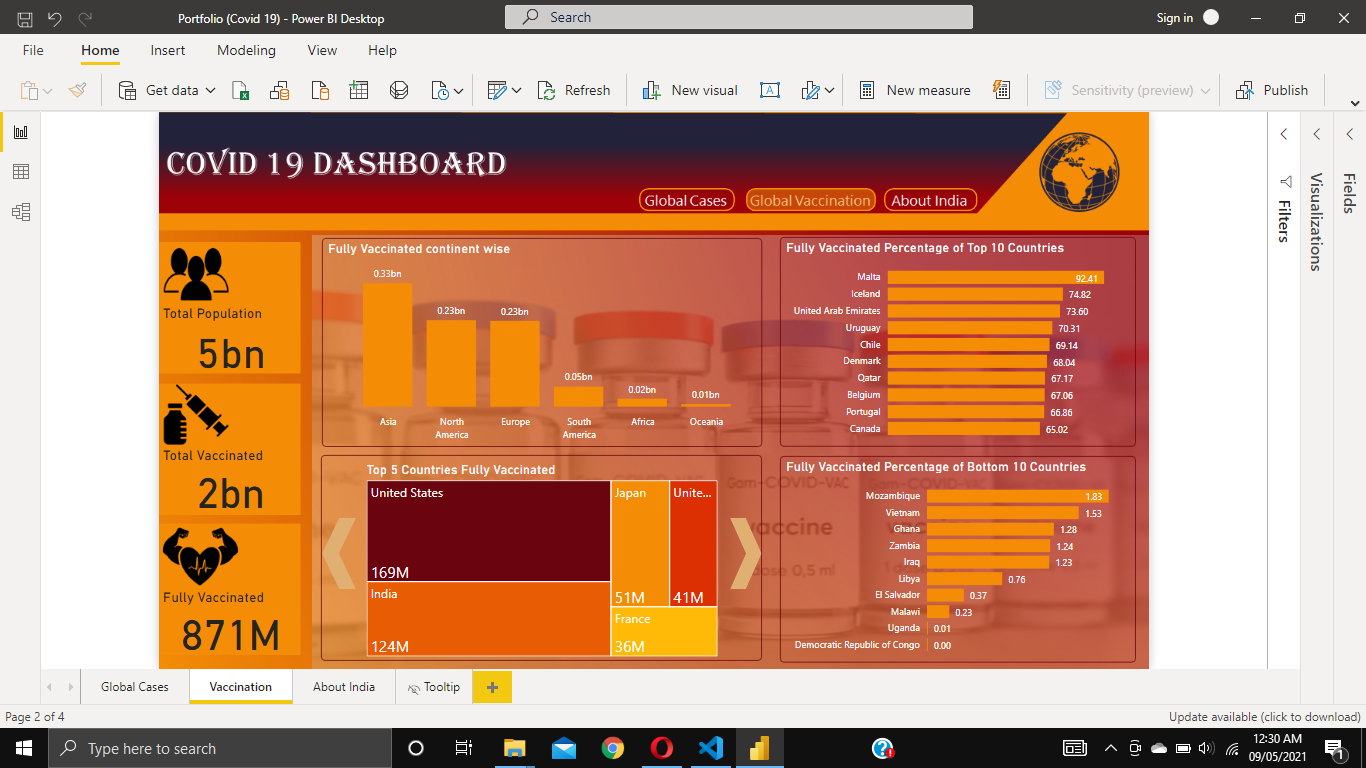 Portfolio (Covid 19) - Power BI Desktop
Search
Sign in
File
Home
Insert
Modeling
View
Help
Get data
Refresh
New visual
New measure
Sensitivity (preview)
Publish
COVID 19 DASHBOARD
Global Cases
Global Vaccination
About India
Total Population
5bn
Total Vaccinated
2bn
Fully Vaccinated
871M
Fully Vaccinated continent wise
0.33bn
0.23bn
0.23bn
0.05bn
0.02bn
0.01bn
Asia
North America
Europe
South America
Africa
Oceania
Fully Vaccinated Percentage of Top 10 Countries
Malta 92.41
Iceland 74.82
United Arab Emirates 73.60
Uruguay 70.31
Chile 69.14
Denmark 68.04
Qatar 67.17
Belgium 67.06
Portugal 66.86
Canada 65.02
Top 5 Countries Fully Vaccinated
United States
169M
India
124M
Japan
51M
Unite...
41M
France
36M
Fully Vaccinated Percentage of Bottom 10 Countries
Mozambique 1.83
Vietnam 1.53
Ghana 1.28
Zambia 1.24
Iraq 1.23
Libya 0.76
El Salvador 0.37
Malawi 0.23
Uganda 0.01
Democratic Republic of Congo 0.00
Gam-COVID-VAC
vaccine
dose 0,5 ml
Filters
Visualizations
Fields
Global Cases
Vaccination
About India
Tooltip
Page 2 of 4
Update available (click to download)
Type here to search
12:30 AM
09/05/2021
1